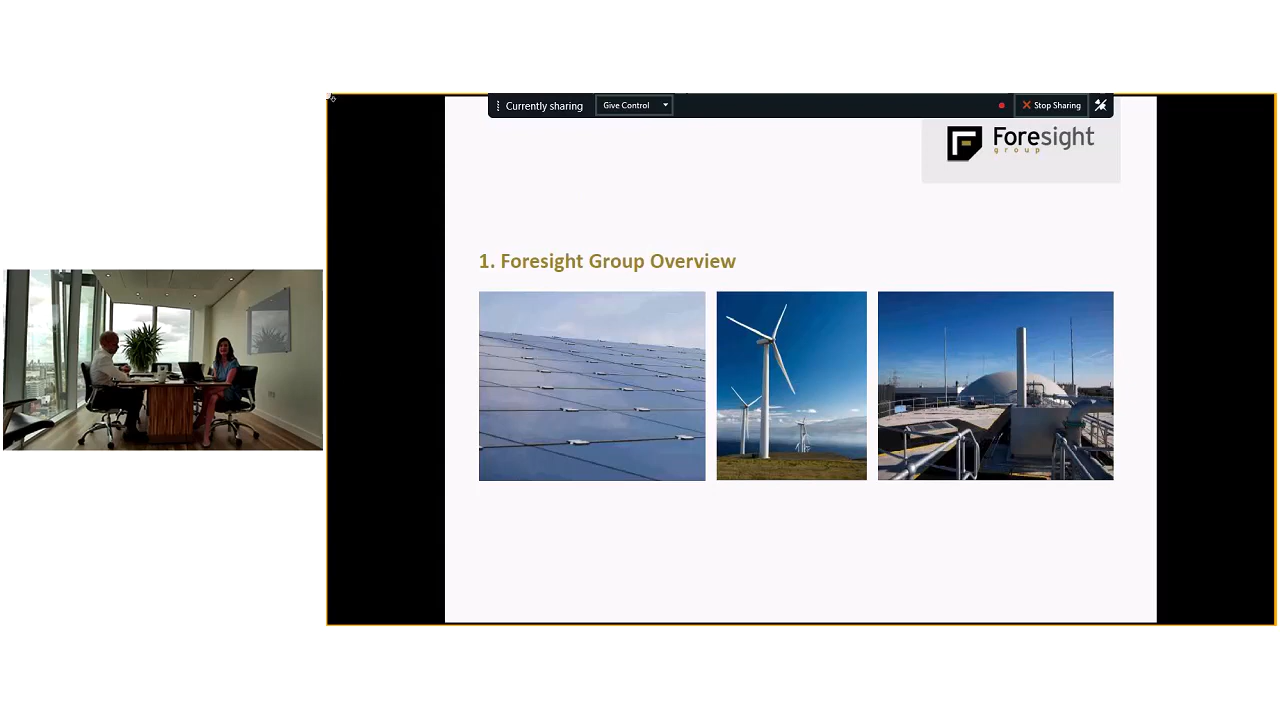 Currently sharing
Give Control
Stop Sharing
Foresight
group
1. Foresight Group Overview